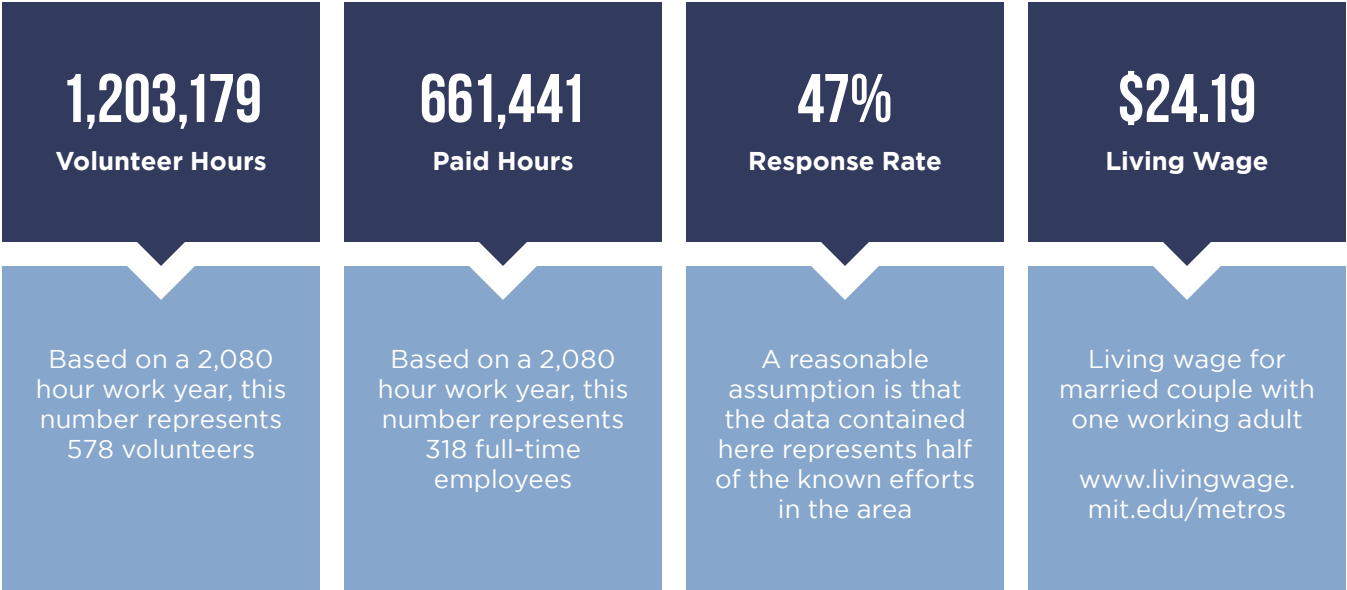 1,203,179
Volunteer Hours
Based on a 2,080
hour work year, this
number represents
578 volunteers
661,441
Paid Hours
Based on a 2,080
hour work year, this
number represents
318 full-time
employees
47%
Response Rate
A reasonable
assumption is that
the data contained
here represents half
of the known efforts
in the area
$24.19
Living Wage
Living wage for
married couple with
one working adult
www.livingwage.
mit.edu/metros